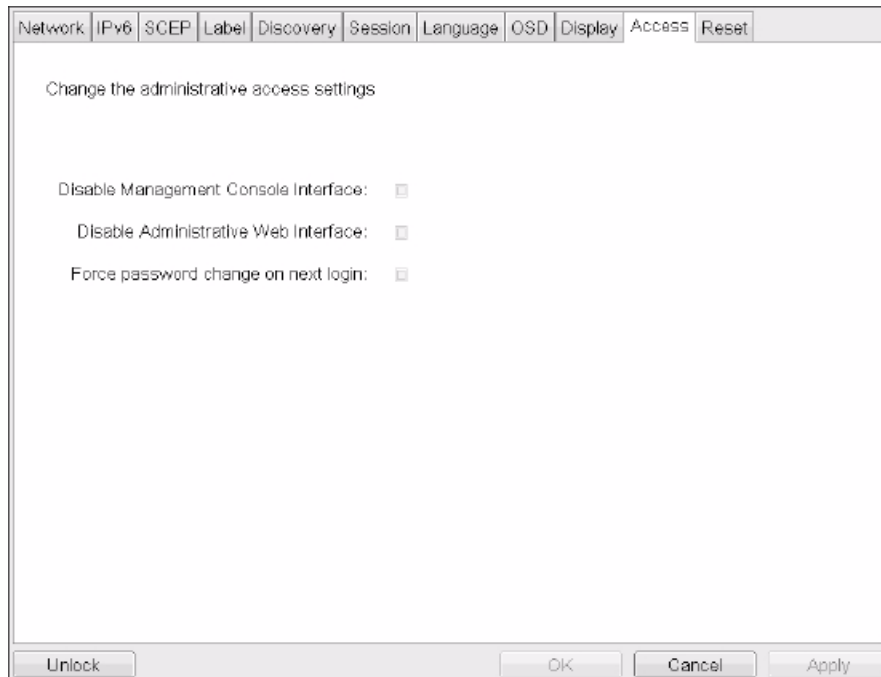 Network IPv6 SCEP Label Discovery Session Language OSD Display Access Reset
Change the administrative access settings
Disable Management Console Interface:
Disable Administrative Web Interface:
Force password change on next login:
Unlock OK Cancel Apply